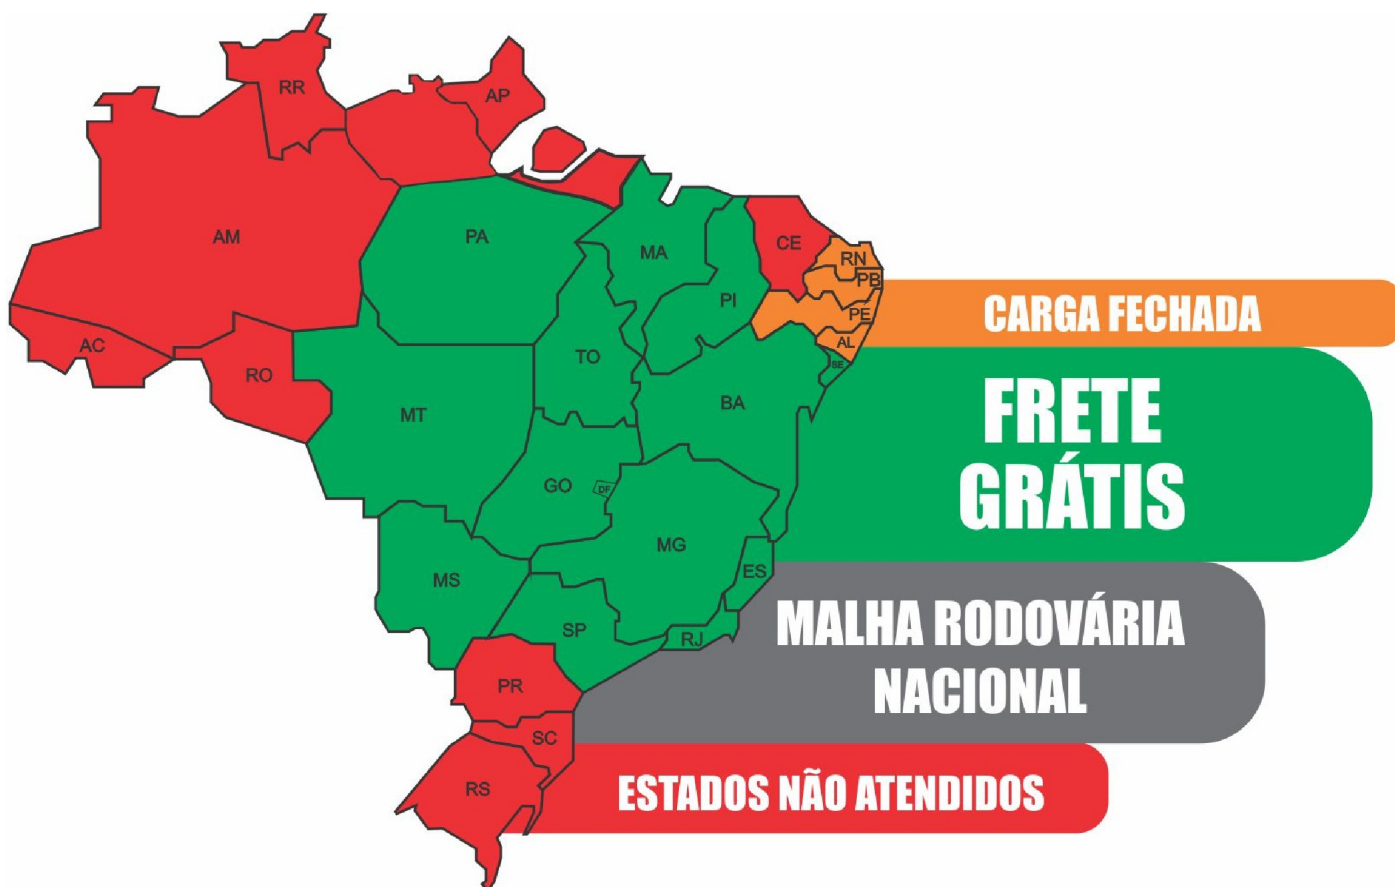 RR
AP
AM
PA
MA
CE
RN
PB
PI
PE
AL
SE
AC
RO
TO
BA
MT
GO
DF
MG
ES
MS
SP
RJ
PR
SC
RS
CARGA FECHADA
FRETE
GRÁTIS
MALHA RODOVÁRIA
NACIONAL
ESTADOS NÃO ATENDIDOS